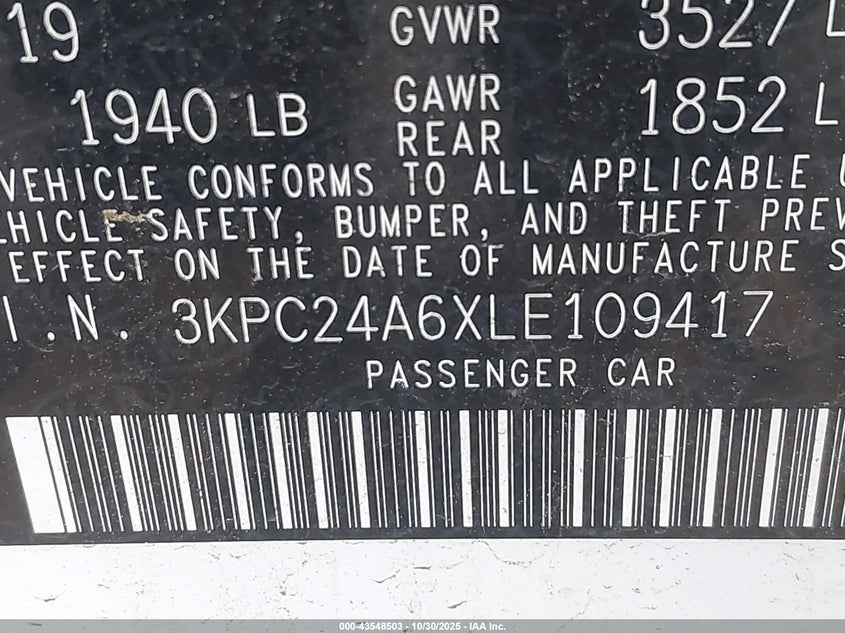 19 GVWR 3527 L
1940 LB GAWR REAR 1852 L
VEHICLE CONFORMS TO ALL APPLICABLE U
EHICLE SAFETY, BUMPER, AND THEFT PREV
EFFECT ON THE DATE OF MANUFACTURE S
I.N. 3KPC24A6XLE109417
PASSENGER CAR
000-43548503 - 10/30/2025 - IAA Inc.